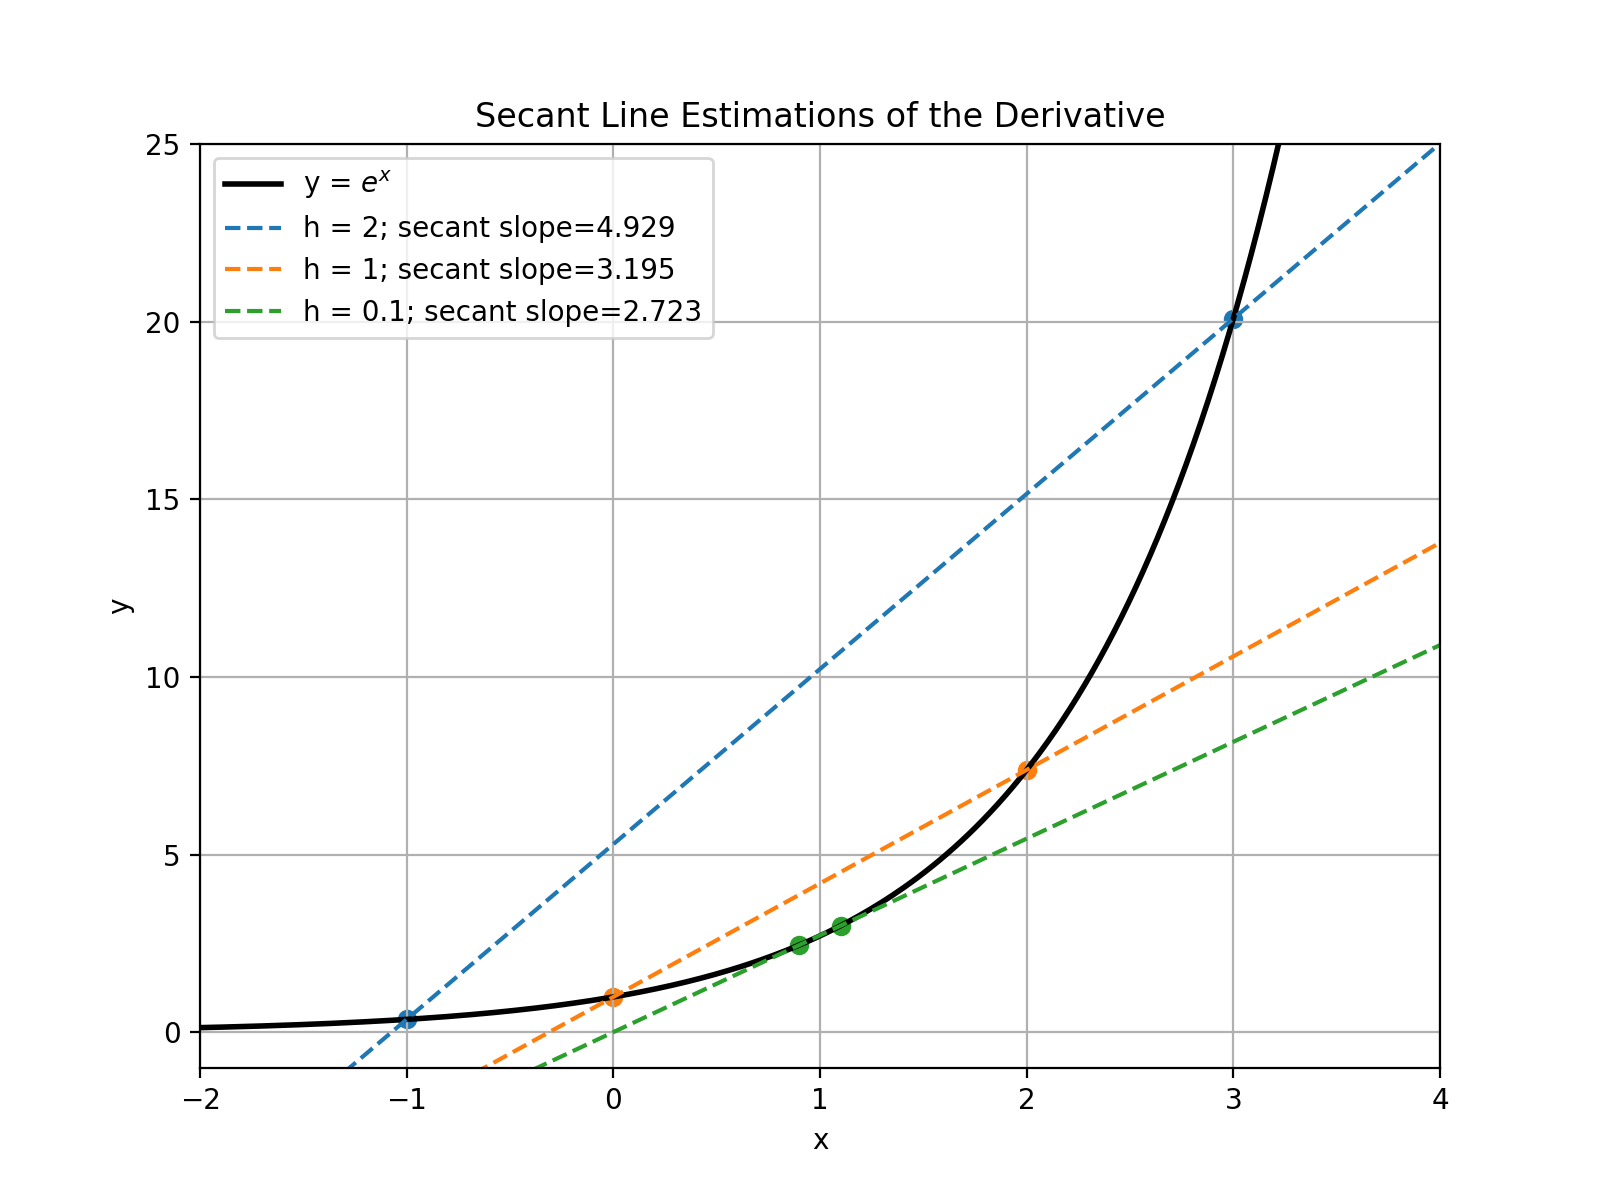 Secant Line Estimations of the Derivative
25
20
15
10
5
0
y
y = e^x
h = 2; secant slope=4.929
h = 1; secant slope=3.195
h = 0.1; secant slope=2.723
−2 −1 0 1 2 3 4
x